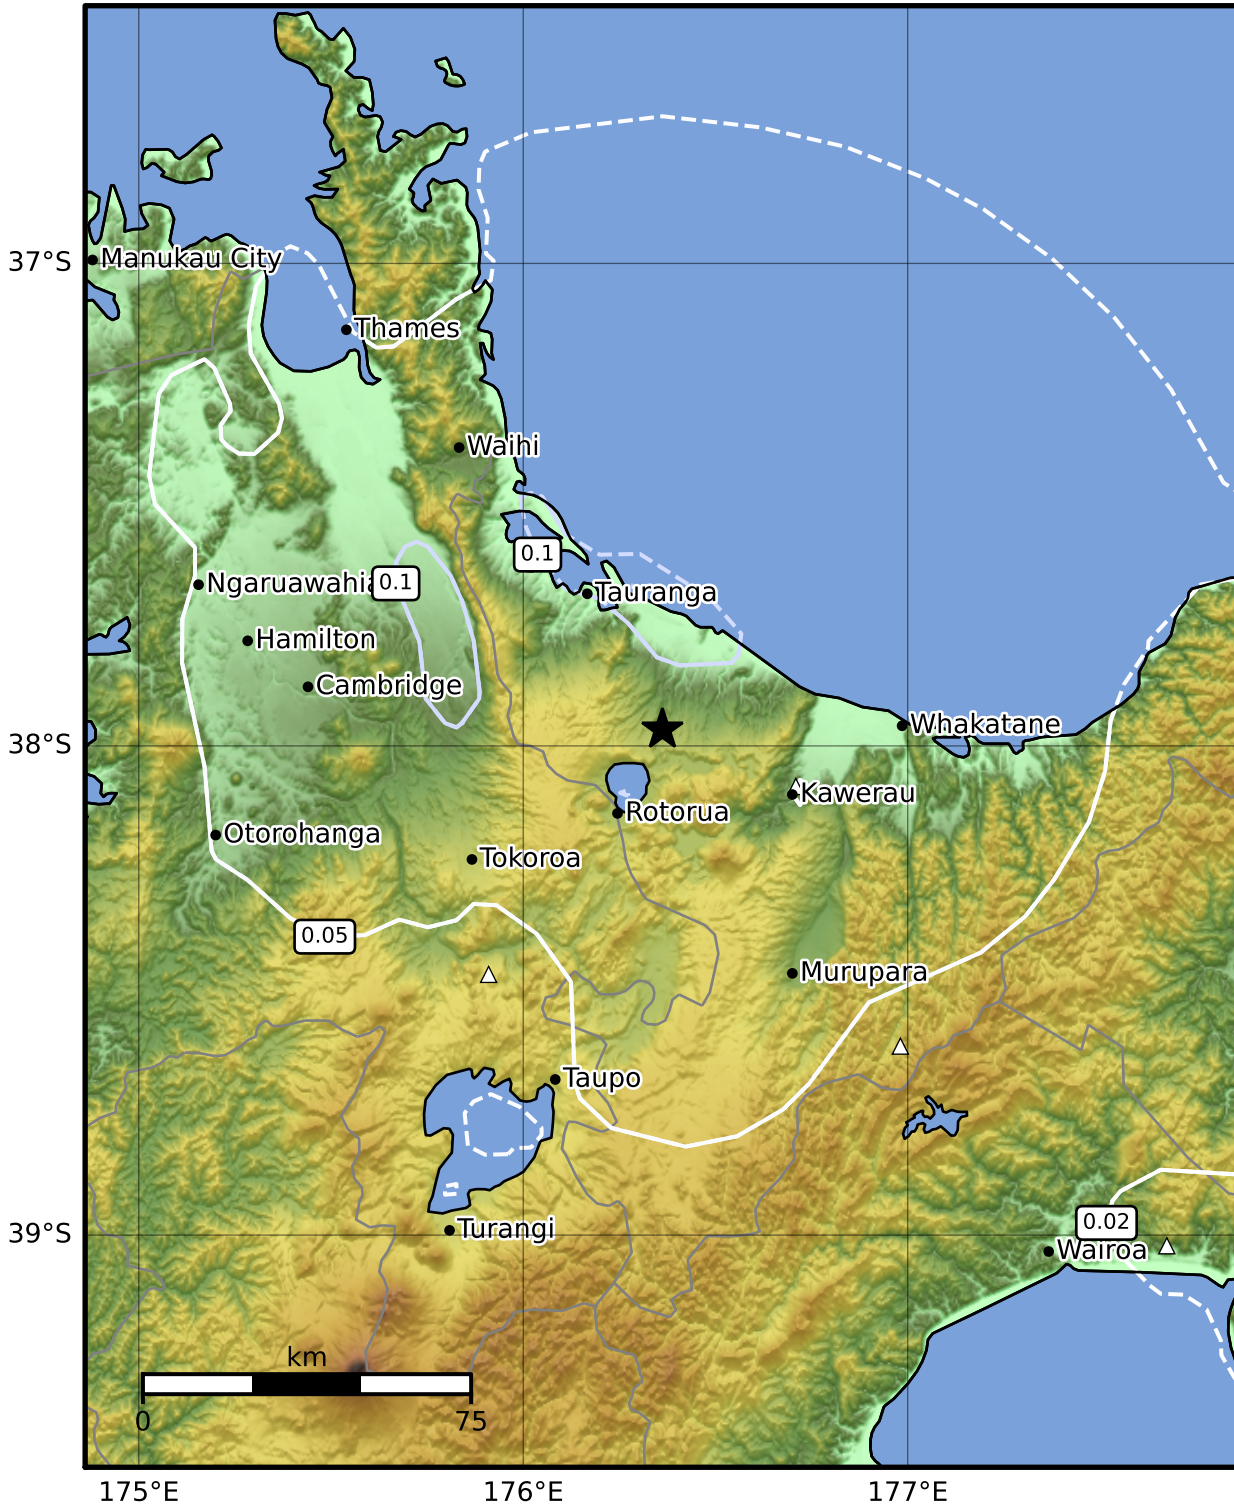 37°S
Manukau City
Thames
Waihi
0.1
Ngaruawahia
0.1
Tauranga
Hamilton
Cambridge
38°S
Whakatane
Kawerau
Rotorua
Otorohanga
Tokoroa
0.05
Murupara
Taupo
39°S
Turangi
0.02
Wairoa
km
0 75
175°E 176°E 177°E